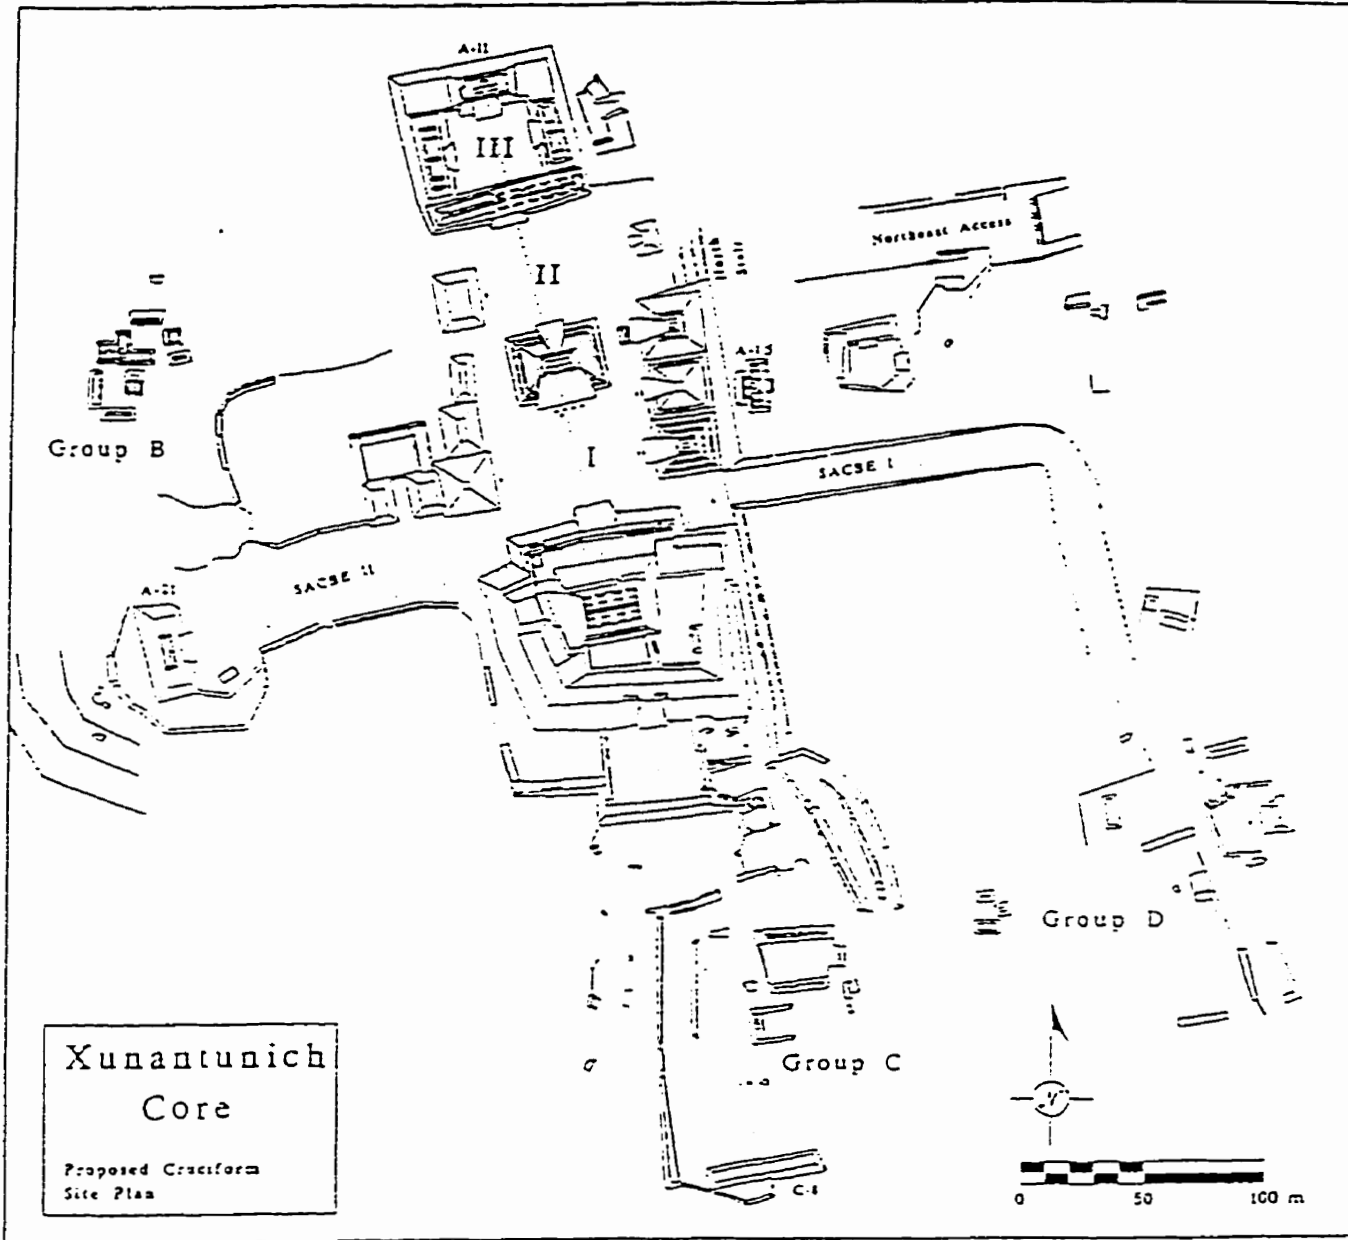 A-11
III
Northeast Access
II
A-15
Group B
I
SACBE I
SACBE II
A-21
Group D
Group C
Xunantunich
Core
Proposed Cruciform
Site Plan
C-8
N
0 50 100 m